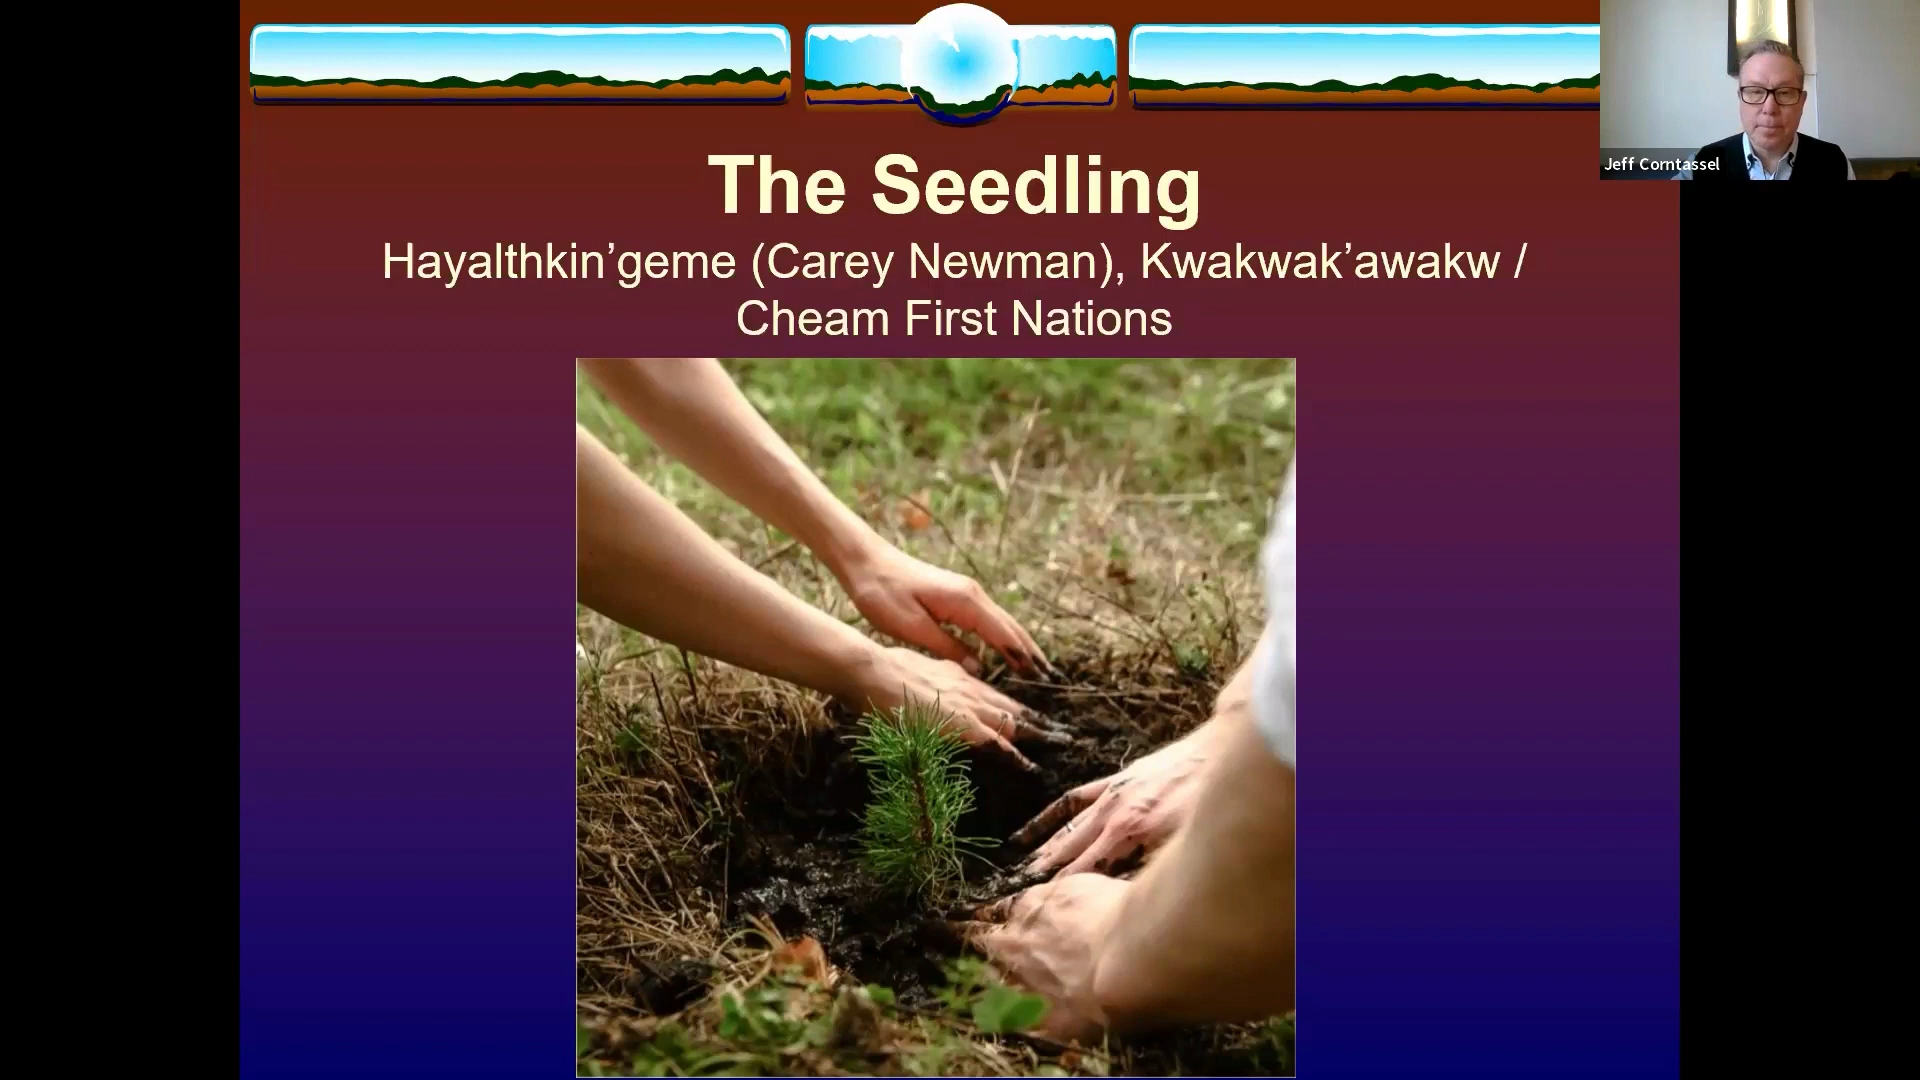 The Seedling
Hayalthkin’geme (Carey Newman), Kwakwak’awakw /
Cheam First Nations
Jeff Corntassel